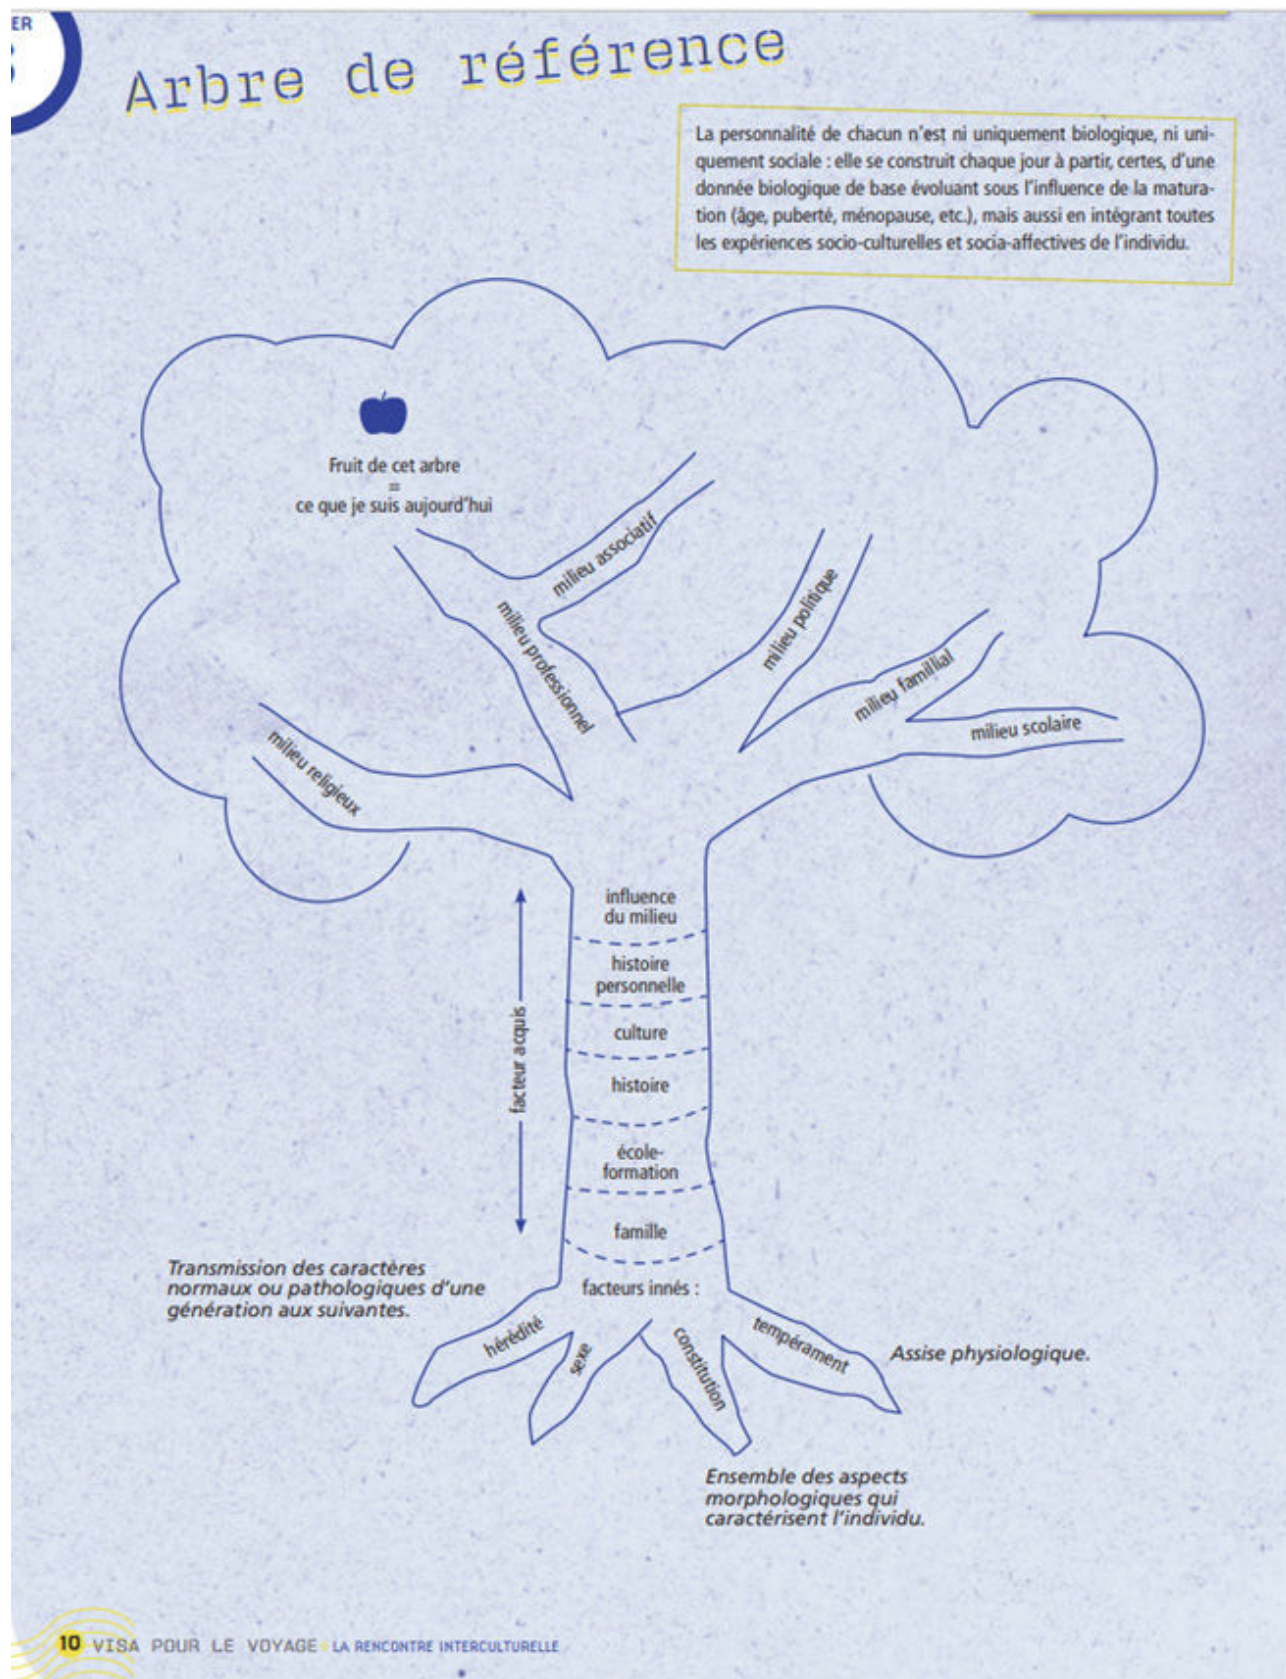 ER
Arbre de référence
La personnalité de chacun n'est ni uniquement biologique, ni uni-
quement sociale : elle se construit chaque jour à partir, certes, d'une
donnée biologique de base évoluant sous l'influence de la matura-
tion (âge, puberté, ménopause, etc.), mais aussi en intégrant toutes
les expériences socio-culturelles et socia-affectives de l'individu.
Fruit de cet arbre
=
ce que je suis aujourd'hui
milieu associatif
milieu professionnel
milieu politique
milieu famillial
milieu scolaire
milieu religieux
influence
du milieu
histoire
personnelle
culture
histoire
école-
formation
famille
facteur acquis
facteurs innés :
Transmission des caractères
normaux ou pathologiques d'une
génération aux suivantes.
hérédité
sexe
constitution
tempérament
Assise physiologique.
Ensemble des aspects
morphologiques qui
caractérisent l'individu.
10 VISA POUR LE VOYAGE LA RENCONTRE INTERCULTURELLE